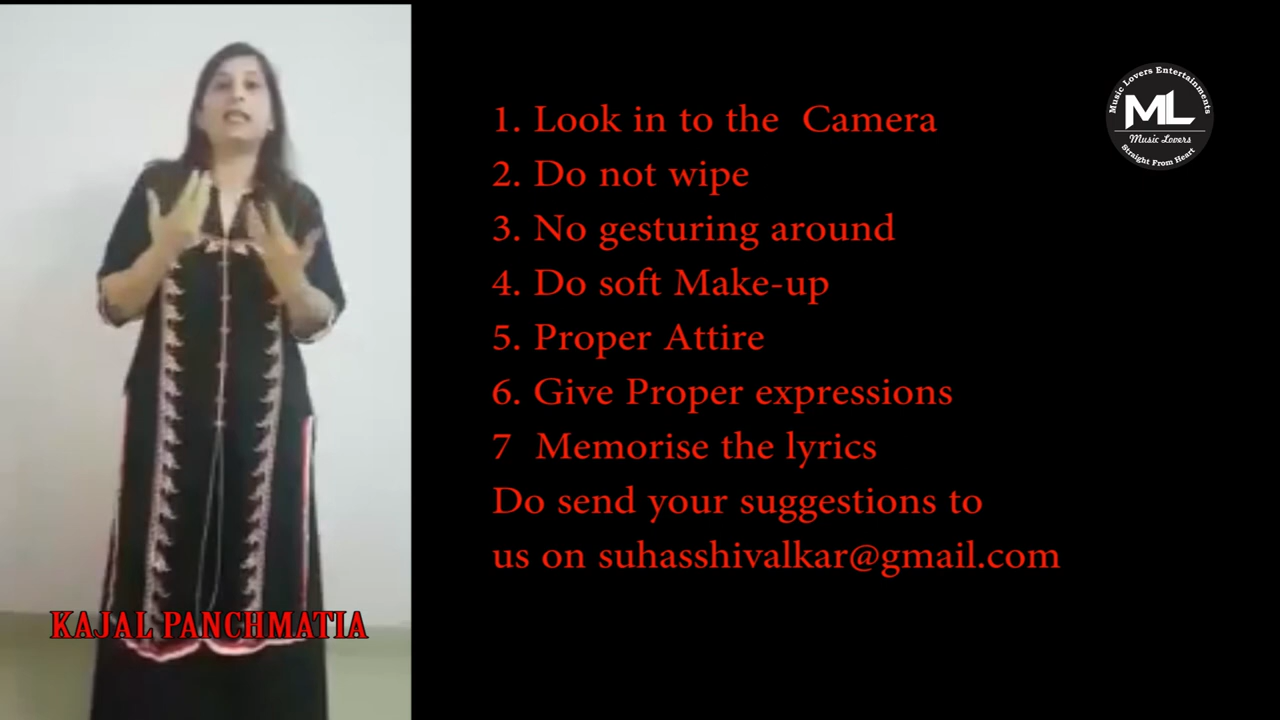 1. Look in to the  Camera
2. Do not wipe
3. No gesturing around
4. Do soft Make-up
5. Proper Attire
6. Give Proper expressions
7  Memorise the lyrics
Do send your suggestions to
us on suhasshivalkar@gmail.com
KAJAL PANCHMATIA
Music Lovers Entertainments
ML
Music Lovers
Straight From Heart